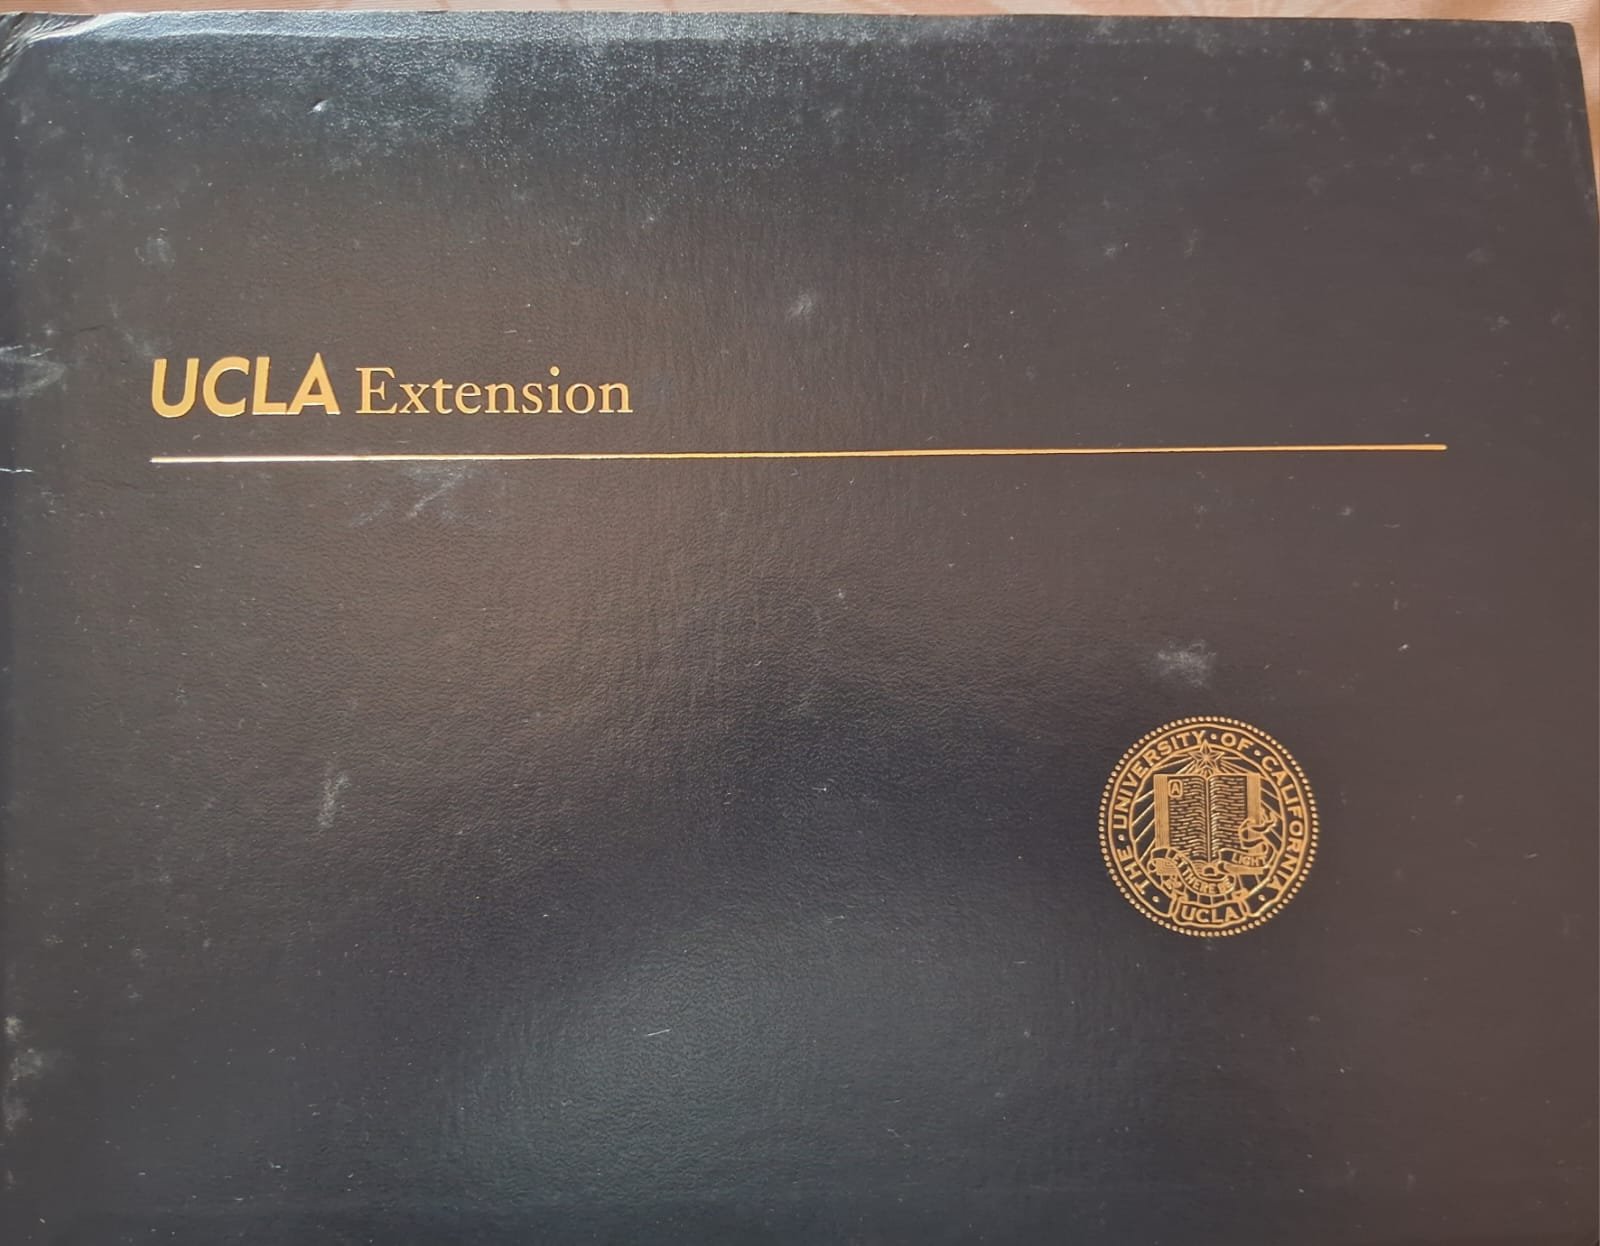 UCLA Extension
THE · UNIVERSITY · OF · CALIFORNIA ·
A
LET THERE BE LIGHT
UCLA